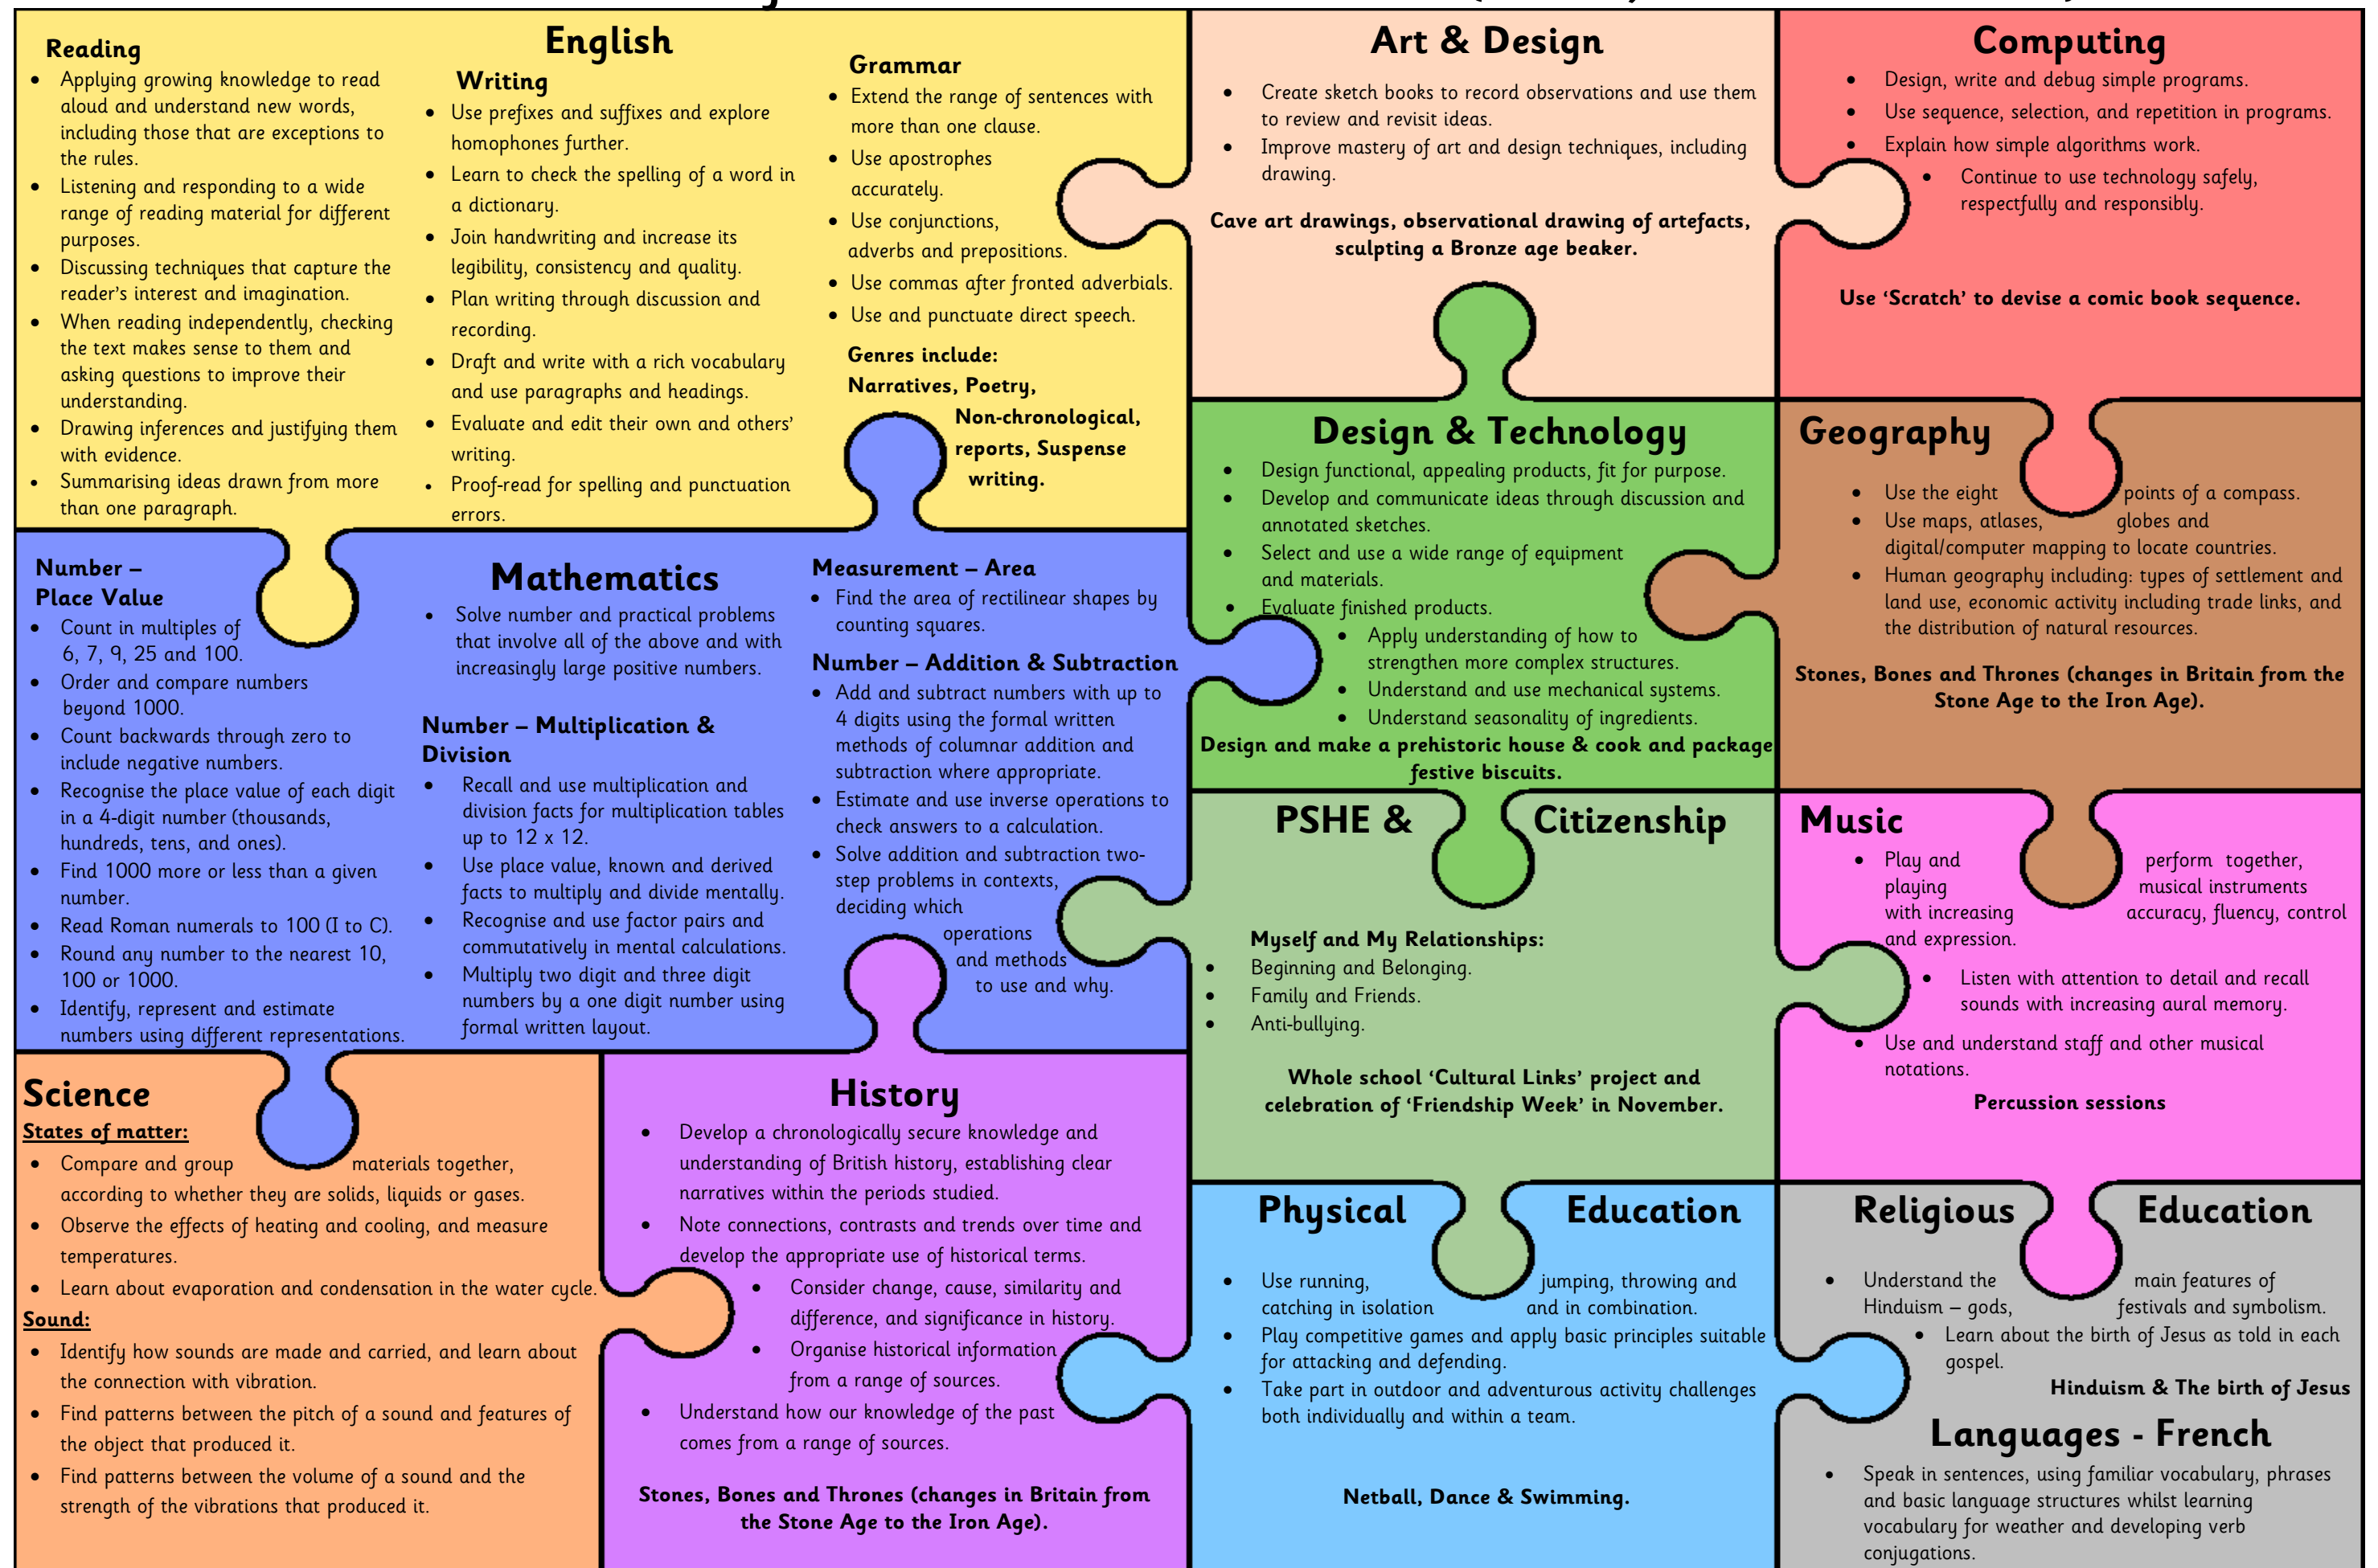 English
Reading
Applying growing knowledge to read
aloud and understand new words,
including those that are exceptions to
the rules.
Listening and responding to a wide
range of reading material for different
purposes.
Discussing techniques that capture the
reader's interest and imagination.
When reading independently, checking
the text makes sense to them and
asking questions to improve their
understanding.
Drawing inferences and justifying them
with evidence.
Summarising ideas drawn from more
than one paragraph.
Writing
Use prefixes and suffixes and explore
homophones further.
Learn to check the spelling of a word in
a dictionary.
Join handwriting and increase its
legibility, consistency and quality.
Plan writing through discussion and
recording.
Draft and write with a rich vocabulary
and use paragraphs and headings.
Evaluate and edit their own and others'
writing.
Proof-read for spelling and punctuation
errors.
Grammar
Extend the range of sentences with
more than one clause.
Use apostrophes
accurately.
Use conjunctions,
adverbs and prepositions.
Use commas after fronted adverbials.
Use and punctuate direct speech.
Genres include:
Narratives, Poetry,
Non-chronological,
reports, Suspense
writing.
Art & Design
Create sketch books to record observations and use them
to review and revisit ideas.
Improve mastery of art and design techniques, including
drawing.
Cave art drawings, observational drawing of artefacts,
sculpting a Bronze age beaker.
Computing
Design, write and debug simple programs.
Use sequence, selection, and repetition in programs.
Explain how simple algorithms work.
Continue to use technology safely,
respectfully and responsibly.
Use 'Scratch' to devise a comic book sequence.
Design & Technology
Design functional, appealing products, fit for purpose.
Develop and communicate ideas through discussion and
annotated sketches.
Select and use a wide range of equipment
and materials.
Evaluate finished products.
Apply understanding of how to
strengthen more complex structures.
Understand and use mechanical systems.
Understand seasonality of ingredients.
Design and make a prehistoric house & cook and package
festive biscuits.
Geography
Use the eight points of a compass.
Use maps, atlases, globes and
digital/computer mapping to locate countries.
Human geography including: types of settlement and
land use, economic activity including trade links, and
the distribution of natural resources.
Stones, Bones and Thrones (changes in Britain from the
Stone Age to the Iron Age).
Number –
Place Value
Count in multiples of
6, 7, 9, 25 and 100.
Order and compare numbers
beyond 1000.
Count backwards through zero to
include negative numbers.
Recognise the place value of each digit
in a 4-digit number (thousands,
hundreds, tens, and ones).
Find 1000 more or less than a given
number.
Read Roman numerals to 100 (I to C).
Round any number to the nearest 10,
100 or 1000.
Identify, represent and estimate
numbers using different representations.
Mathematics
Solve number and practical problems
that involve all of the above and with
increasingly large positive numbers.
Number – Multiplication &
Division
Recall and use multiplication and
division facts for multiplication tables
up to 12 x 12.
Use place value, known and derived
facts to multiply and divide mentally.
Recognise and use factor pairs and
commutatively in mental calculations.
Multiply two digit and three digit
numbers by a one digit number using
formal written layout.
Measurement – Area
Find the area of rectilinear shapes by
counting squares.
Number – Addition & Subtraction
Add and subtract numbers with up to
4 digits using the formal written
methods of columnar addition and
subtraction where appropriate.
Estimate and use inverse operations to
check answers to a calculation.
Solve addition and subtraction two-
step problems in contexts,
deciding which
operations
and methods
to use and why.
PSHE & Citizenship
Myself and My Relationships:
Beginning and Belonging.
Family and Friends.
Anti-bullying.
Whole school 'Cultural Links' project and
celebration of 'Friendship Week' in November.
Music
Play and perform together,
playing musical instruments
with increasing accuracy, fluency, control
and expression.
Listen with attention to detail and recall
sounds with increasing aural memory.
Use and understand staff and other musical
notations.
Percussion sessions
Science
States of matter:
Compare and group materials together,
according to whether they are solids, liquids or gases.
Observe the effects of heating and cooling, and measure
temperatures.
Learn about evaporation and condensation in the water cycle.
Sound:
Identify how sounds are made and carried, and learn about
the connection with vibration.
Find patterns between the pitch of a sound and features of
the object that produced it.
Find patterns between the volume of a sound and the
strength of the vibrations that produced it.
History
Develop a chronologically secure knowledge and
understanding of British history, establishing clear
narratives within the periods studied.
Note connections, contrasts and trends over time and
develop the appropriate use of historical terms.
Consider change, cause, similarity and
difference, and significance in history.
Organise historical information
from a range of sources.
Understand how our knowledge of the past
comes from a range of sources.
Stones, Bones and Thrones (changes in Britain from
the Stone Age to the Iron Age).
Physical Education
Use running, jumping, throwing and
catching in isolation and in combination.
Play competitive games and apply basic principles suitable
for attacking and defending.
Take part in outdoor and adventurous activity challenges
both individually and within a team.
Netball, Dance & Swimming.
Religious Education
Understand the main features of
Hinduism – gods, festivals and symbolism.
Learn about the birth of Jesus as told in each
gospel.
Hinduism & The birth of Jesus
Languages - French
Speak in sentences, using familiar vocabulary, phrases
and basic language structures whilst learning
vocabulary for weather and developing verb
conjugations.